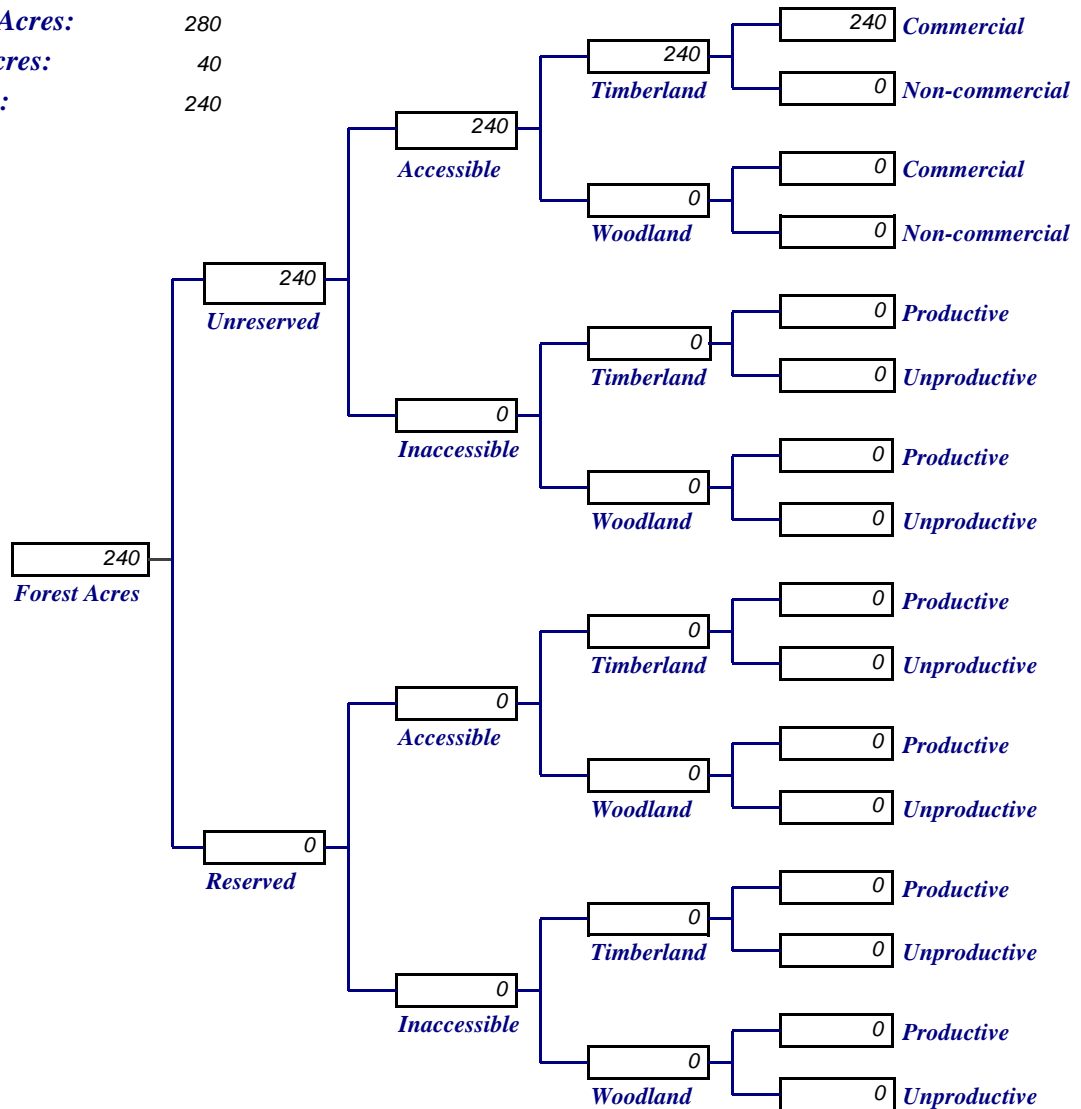 Acres: 280
cres: 40
: 240
240 Commercial
240
Timberland
0 Non-commercial
240
Accessible
0 Commercial
0
Woodland
0 Non-commercial
240
Unreserved
0 Productive
0
Timberland
0 Unproductive
0
Inaccessible
0 Productive
0
Woodland
0 Unproductive
240
Forest Acres
0 Productive
0
Timberland
0 Unproductive
0
Accessible
0 Productive
0
Woodland
0 Unproductive
0
Reserved
0 Productive
0
Timberland
0 Unproductive
0
Inaccessible
0 Productive
0
Woodland
0 Unproductive